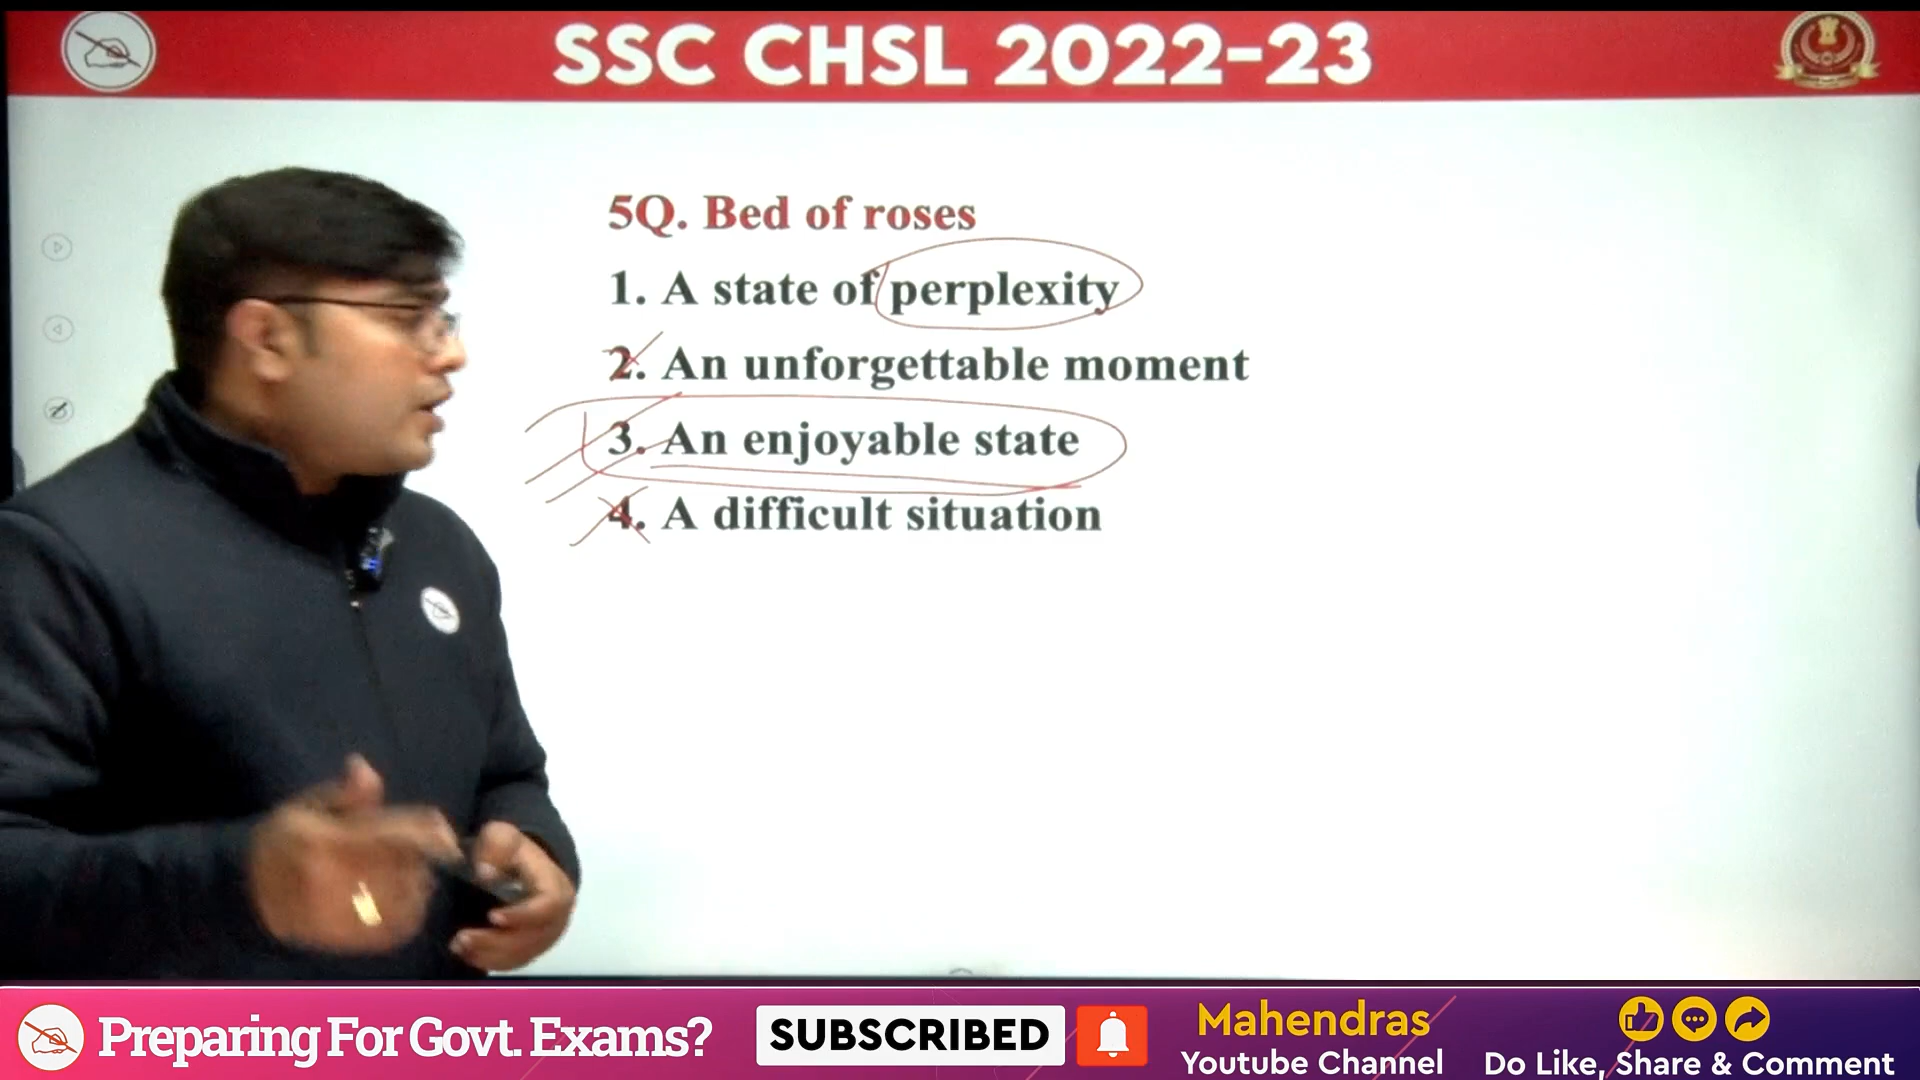 SSC CHSL 2022-23
5Q. Bed of roses
1. A state of perplexity
2. An unforgettable moment
3. An enjoyable state
4. A difficult situation
Preparing For Govt. Exams?
SUBSCRIBED
Mahendras
Youtube Channel
Do Like, Share & Comment